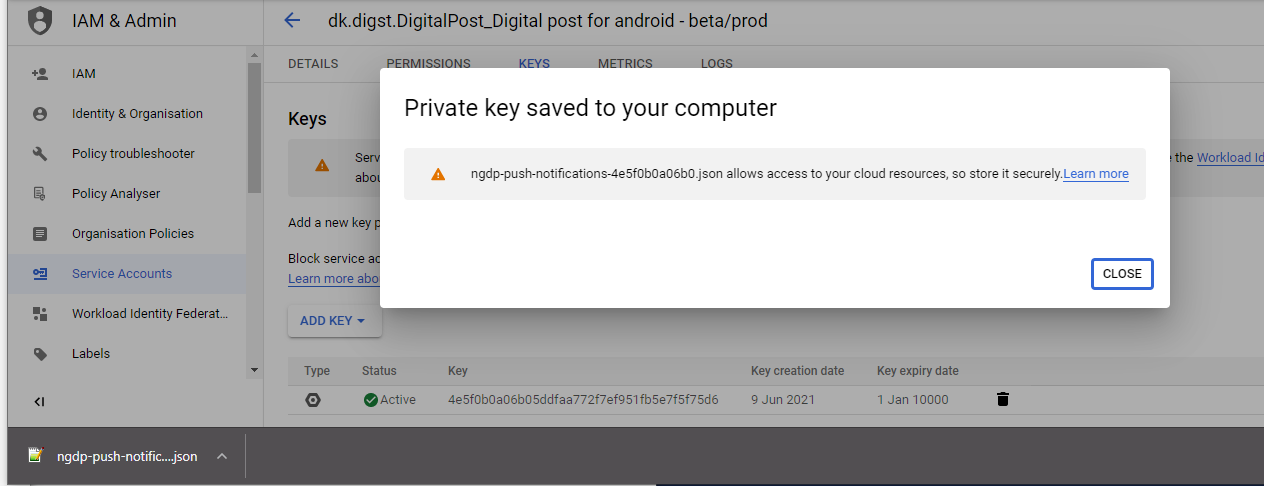 IAM & Admin
dk.digst.DigitalPost_Digital post for android - beta/prod
IAM
Identity & Organisation
Policy troubleshooter
Policy Analyser
Organisation Policies
Service Accounts
Workload Identity Federat...
Labels
DETAILS PERMISSIONS KEYS METRICS LOGS
Keys
abou
e the Workload Id
Add a new key p
Block service ac
Learn more abou
Private key saved to your computer
ngdp-push-notifications-4e5f0b0a06b0.json allows access to your cloud resources, so store it securely.Learn more
CLOSE
ADD KEY
Type Status Key Key creation date Key expiry date
Active 4e5f0b0a06b05ddfaa772f7ef951fb5e7f5f75d6 9 Jun 2021 1 Jan 10000
ngdp-push-notific....json